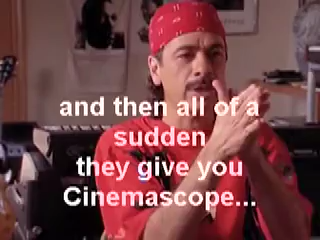 and then all of a
sudden
they give you
Cinemascope...